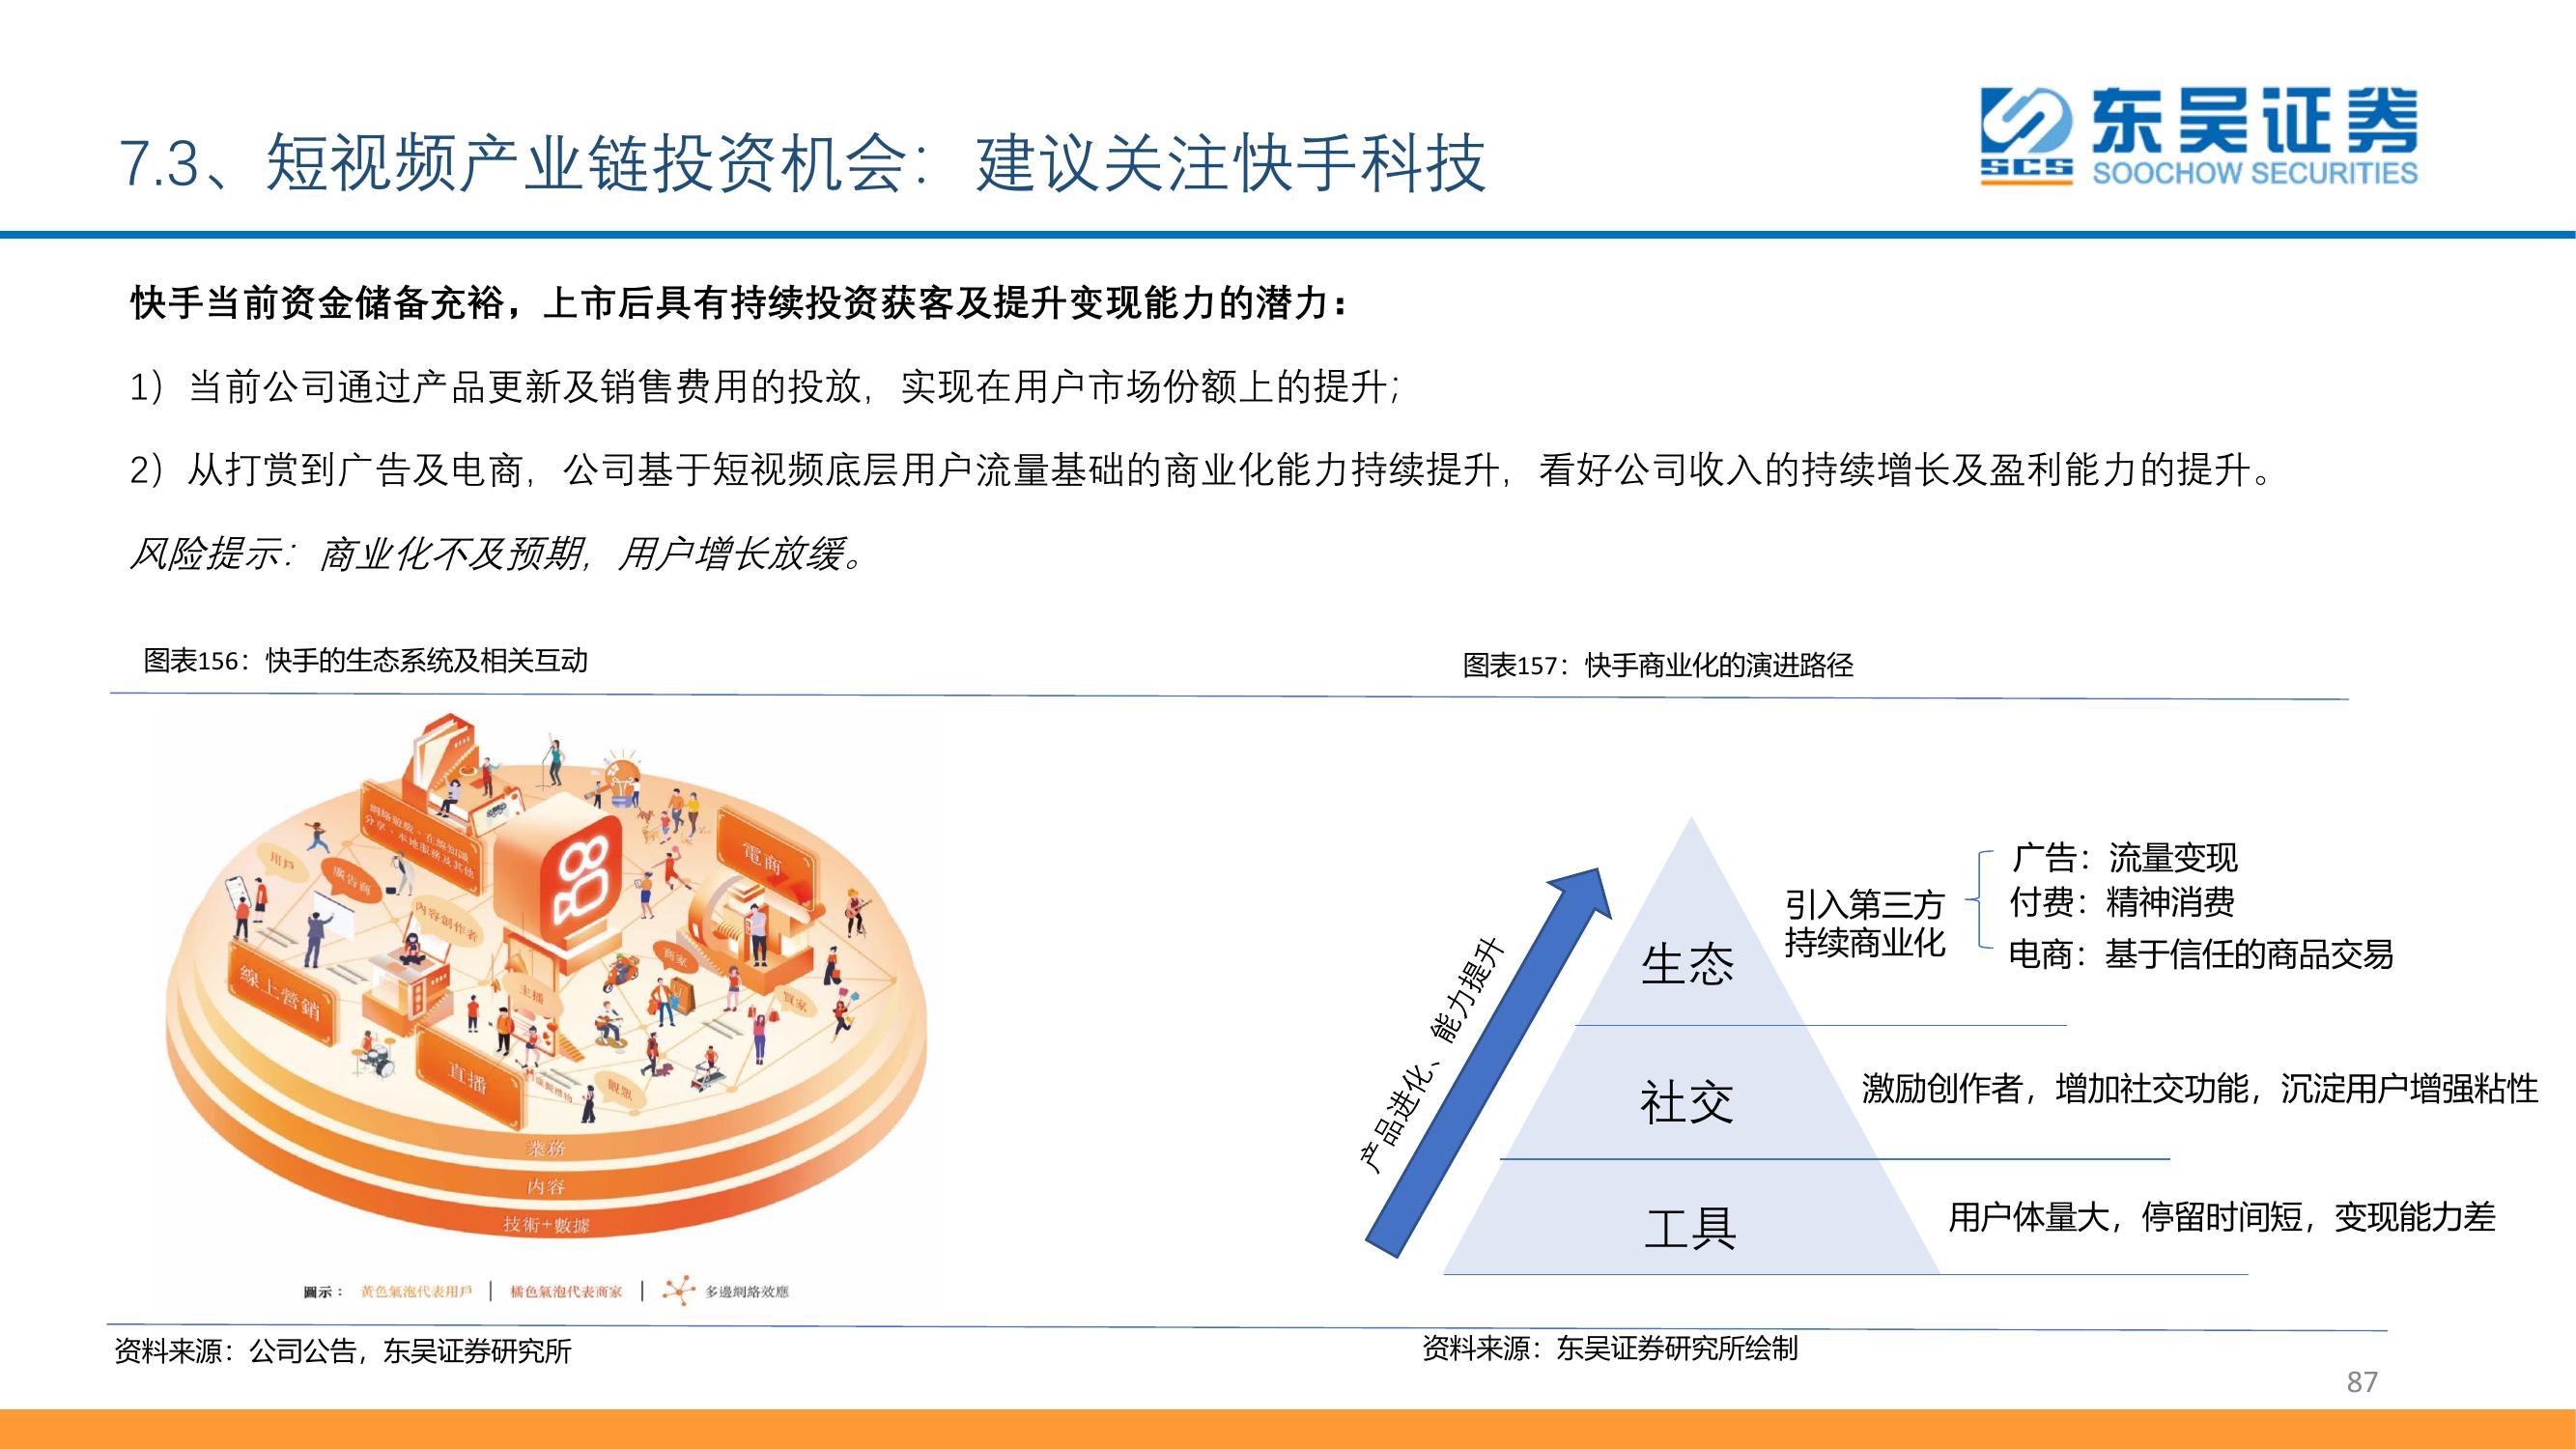 7.3、短视频产业链投资机会：建议关注快手科技
东吴证券
SCS
SOOCHOW SECURITIES
快手当前资金储备充裕，上市后具有持续投资获客及提升变现能力的潜力：
1）当前公司通过产品更新及销售费用的投放，实现在用户市场份额上的提升；
2）从打赏到广告及电商，公司基于短视频底层用户流量基础的商业化能力持续提升，看好公司收入的持续增长及盈利能力的提升。
风险提示：商业化不及预期，用户增长放缓。
图表156：快手的生态系统及相关互动
網絡遊戲、在線知識
分享、本地服務及其他
用戶
廣告商
內容創作者
電商
商家
買家
線上營銷
主播
直播
觀眾
業務
內容
技術+數據
圖示：
黃色氣泡代表用戶
橘色氣泡代表商家
多邊網絡效應
资料来源：公司公告，东吴证券研究所
图表157：快手商业化的演进路径
产品进化、能力提升
生态
引入第三方
持续商业化
广告：流量变现
付费：精神消费
电商：基于信任的商品交易
社交
激励创作者，增加社交功能，沉淀用户增强粘性
工具
用户体量大，停留时间短，变现能力差
资料来源：东吴证券研究所绘制
87